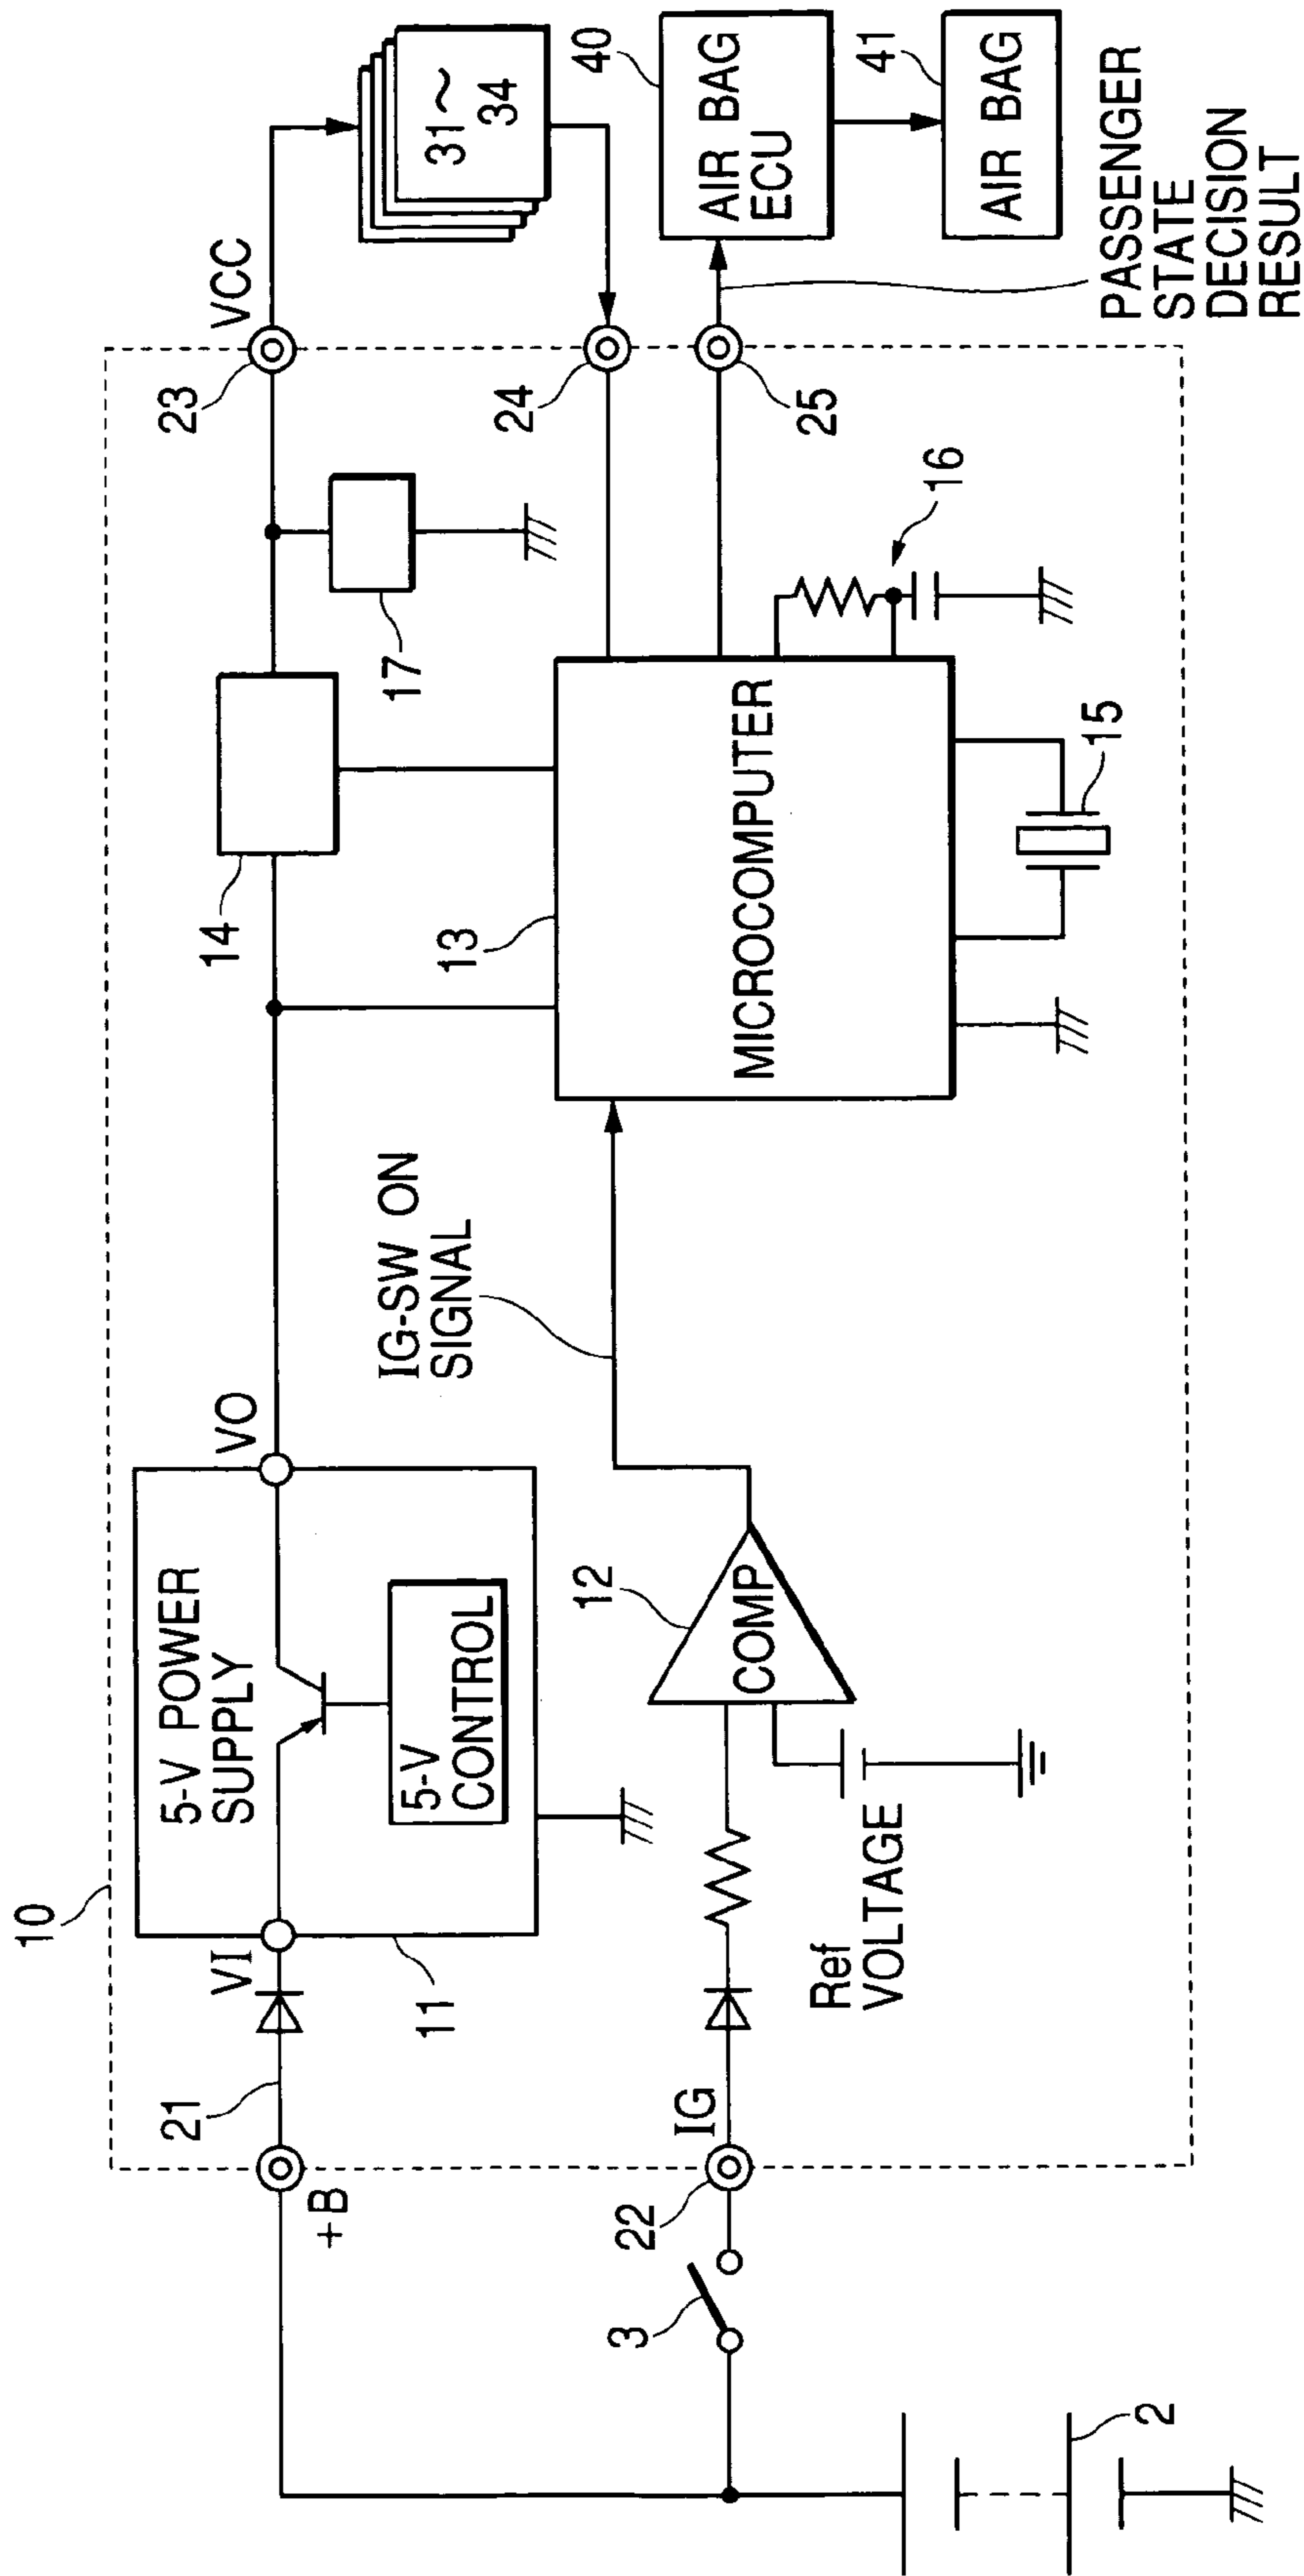 10
21
VI
5-V POWER
SUPPLY
VO
5-V
CONTROL
11
+B
14
23
VCC
17
31~
34
IG-SW ON
SIGNAL
13
24
40
AIR BAG
ECU
3
22
IG
12
COMP
Ref
VOLTAGE
MICROCOMPUTER
25
16
41
AIR BAG
15
2
PASSENGER
STATE
DECISION
RESULT